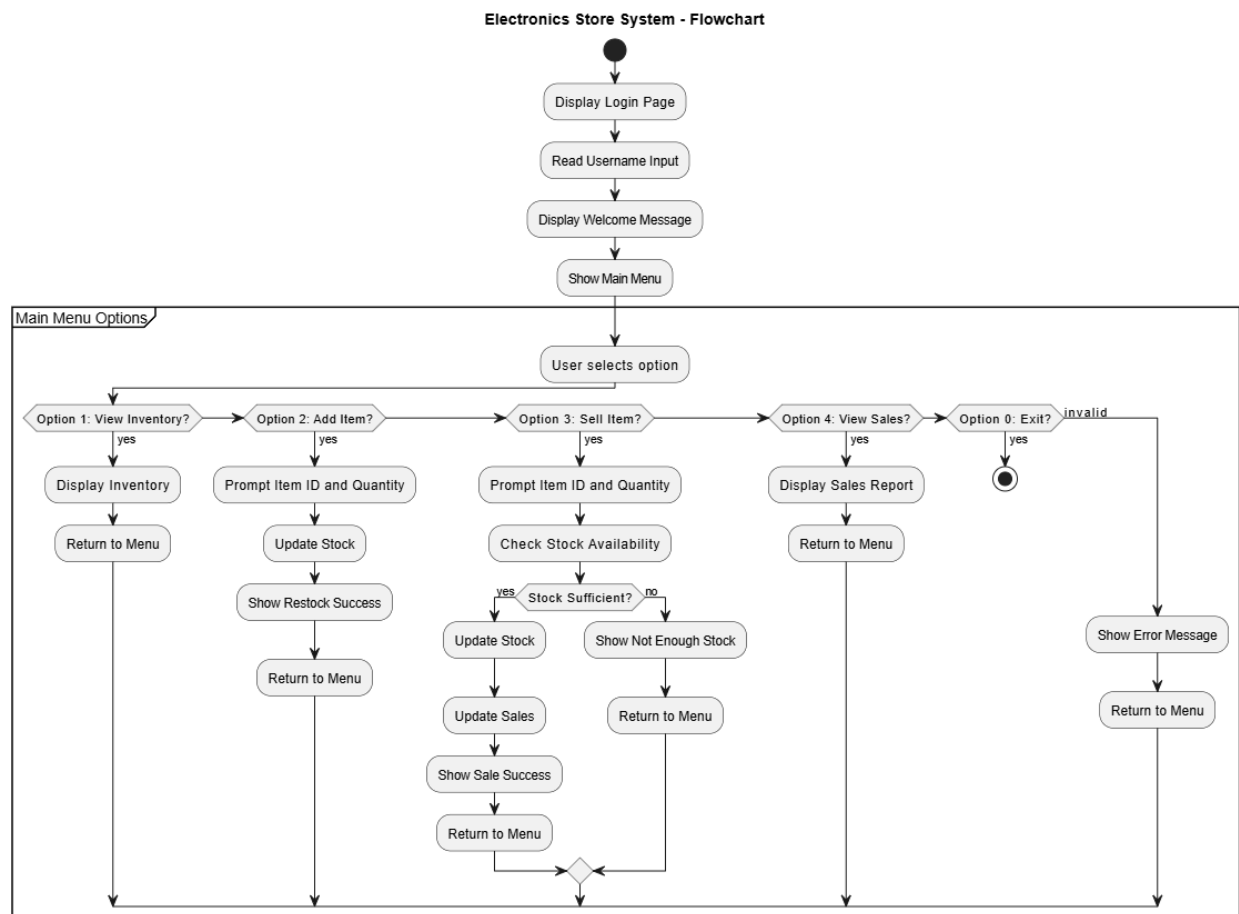 Electronics Store System - Flowchart
Display Login Page
Read Username Input
Display Welcome Message
Show Main Menu
Main Menu Options
User selects option
Option 1: View Inventory?
yes
Display Inventory
Return to Menu
Option 2: Add Item?
yes
Prompt Item ID and Quantity
Update Stock
Show Restock Success
Return to Menu
Option 3: Sell Item?
yes
Prompt Item ID and Quantity
Check Stock Availability
Stock Sufficient?
yes
Update Stock
Update Sales
Show Sale Success
Return to Menu
no
Show Not Enough Stock
Return to Menu
Option 4: View Sales?
yes
Display Sales Report
Return to Menu
Option 0: Exit?
yes
invalid
Show Error Message
Return to Menu